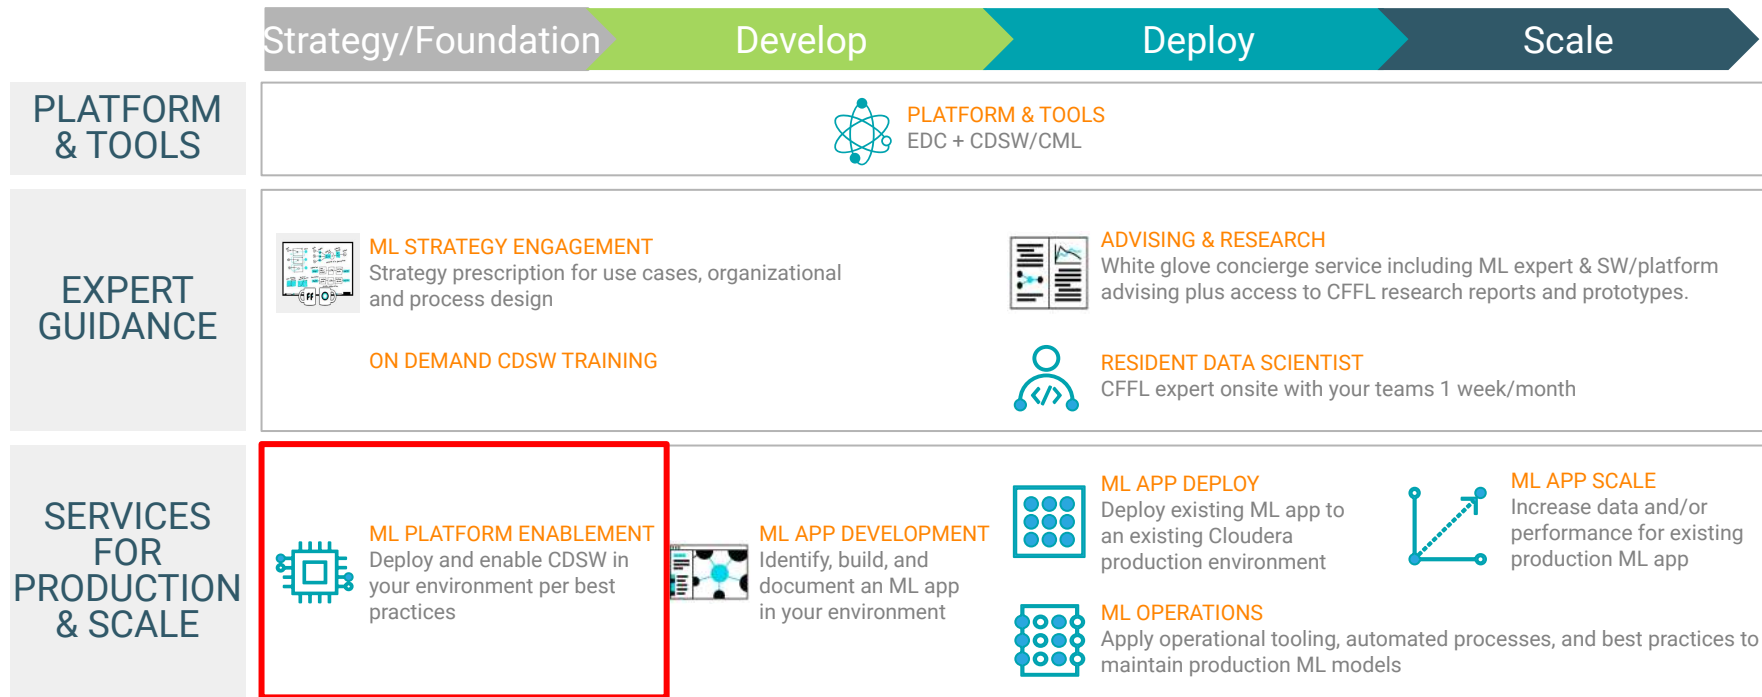 Strategy/Foundation
Develop
Deploy
Scale
PLATFORM
& TOOLS
PLATFORM & TOOLS
EDC + CDSW/CML
EXPERT
GUIDANCE
ML STRATEGY ENGAGEMENT
Strategy prescription for use cases, organizational
and process design
ON DEMAND CDSW TRAINING
ADVISING & RESEARCH
White glove concierge service including ML expert & SW/platform
advising plus access to CFFL research reports and prototypes.
RESIDENT DATA SCIENTIST
CFFL expert onsite with your teams 1 week/month
SERVICES
FOR
PRODUCTION
& SCALE
ML PLATFORM ENABLEMENT
Deploy and enable CDSW in
your environment per best
practices
ML APP DEVELOPMENT
Identify, build, and
document an ML app
in your environment
ML APP DEPLOY
Deploy existing ML app to
an existing Cloudera
production environment
ML APP SCALE
Increase data and/or
performance for existing
production ML app
ML OPERATIONS
Apply operational tooling, automated processes, and best practices to
maintain production ML models